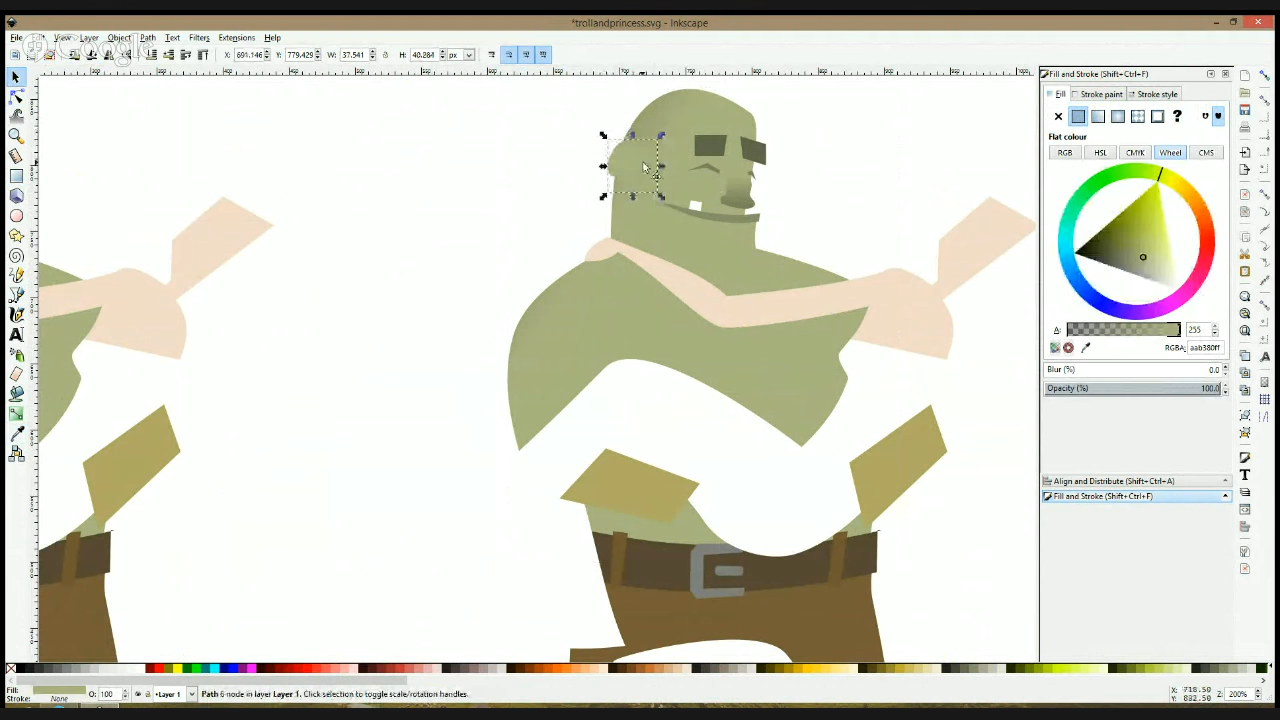 *trollandprincess.svg - Inkscape
File Edit View Layer Object Path Text Filters Extensions Help
X: 691.146 Y: 779.429 W: 37.541 H: 40.284 px
Fill and Stroke (Shift+Ctrl+F)
Fill Stroke paint Stroke style
Flat colour
RGB HSL CMYK Wheel CMS
A: 255
RGBA: aab380ff
Blur (%) 0.0
Opacity (%) 100.0
Align and Distribute (Shift+Ctrl+A)
Fill and Stroke (Shift+Ctrl+F)
Fill: O: 100 Layer 1 Path 6-node in layer Layer 1. Click selection to toggle scale/rotation handles. X: 718.50 Z: 200%
Stroke: None Y: 892.50